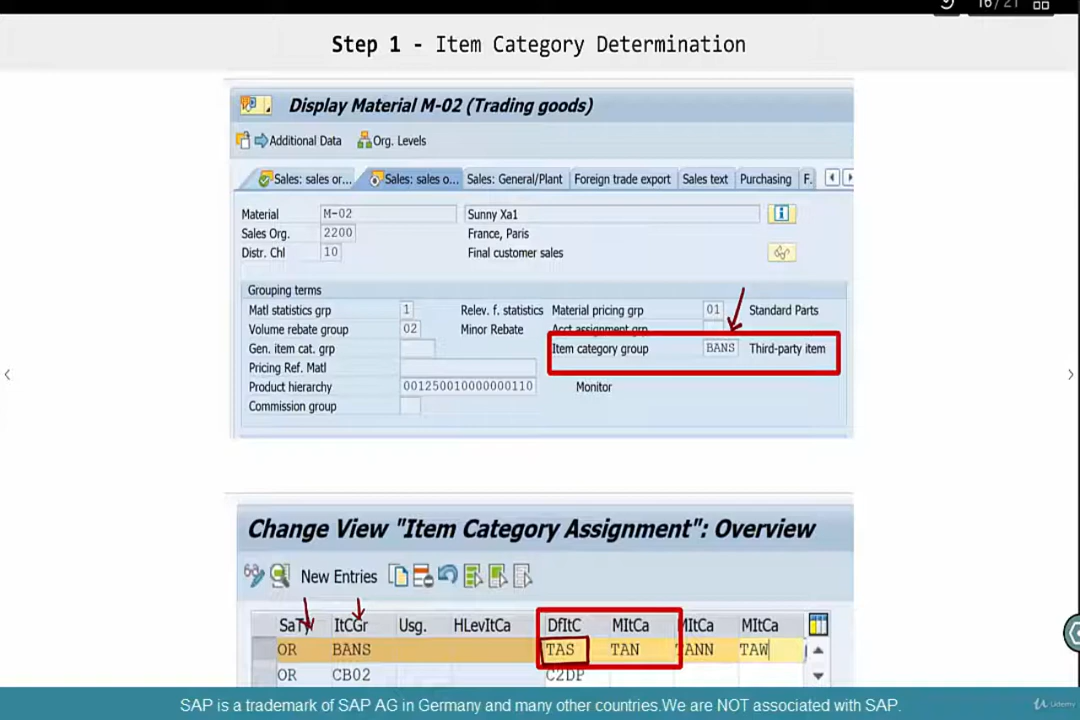 16/21
Step 1 - Item Category Determination
Display Material M-02 (Trading goods)
Additional Data Org. Levels
Sales: sales or... Sales: sales o... Sales: General/Plant Foreign trade export Sales text Purchasing F.
Material M-02 Sunny Xa1
Sales Org. 2200 France, Paris
Distr. Chl 10 Final customer sales
Grouping terms
Matl statistics grp 1 Relev. f. statistics Material pricing grp 01 Standard Parts
Volume rebate group 02 Minor Rebate Acct assignment grp
Gen. item cat. grp Item category group BANS Third-party item
Pricing Ref. Matl
Product hierarchy 001250010000000110 Monitor
Commission group
Change View "Item Category Assignment": Overview
New Entries
SaTy ItCGr Usg. HLevItCa DfItC MItCa MItCa MItCa
OR BANS TAS TAN TANN TAW
OR CB02 C2DP
SAP is a trademark of SAP AG in Germany and many other countries.We are NOT associated with SAP.
Udemy